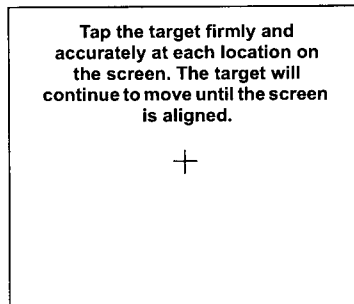 Tap the target firmly and
accurately at each location on
the screen. The target will
continue to move until the screen
is aligned.